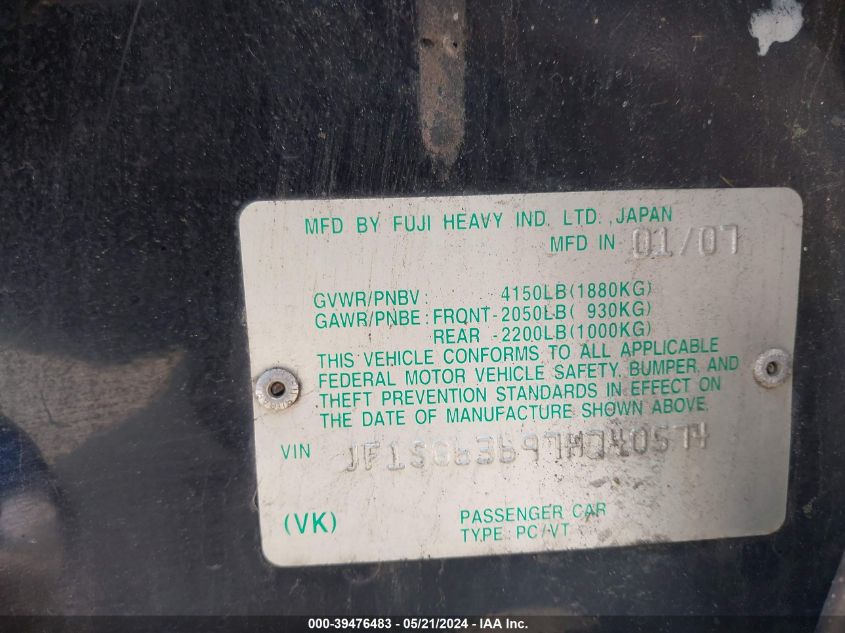 MFD BY FUJI HEAVY IND. LTD. JAPAN
MFD IN 01/07
GVWR/PNBV: 4150LB(1880KG)
GAWR/PNBE: FRONT-2050LB( 930KG)
REAR -2200LB(1000KG)
THIS VEHICLE CONFORMS TO ALL APPLICABLE
FEDERAL MOTOR VEHICLE SAFETY, BUMPER, AND
THEFT PREVENTION STANDARDS IN EFFECT ON
THE DATE OF MANUFACTURE SHOWN ABOVE.
VIN JF1SG63697H740574
(VK) PASSENGER CAR
TYPE: PC/VT
000-39476483 - 05/21/2024 - IAA Inc.